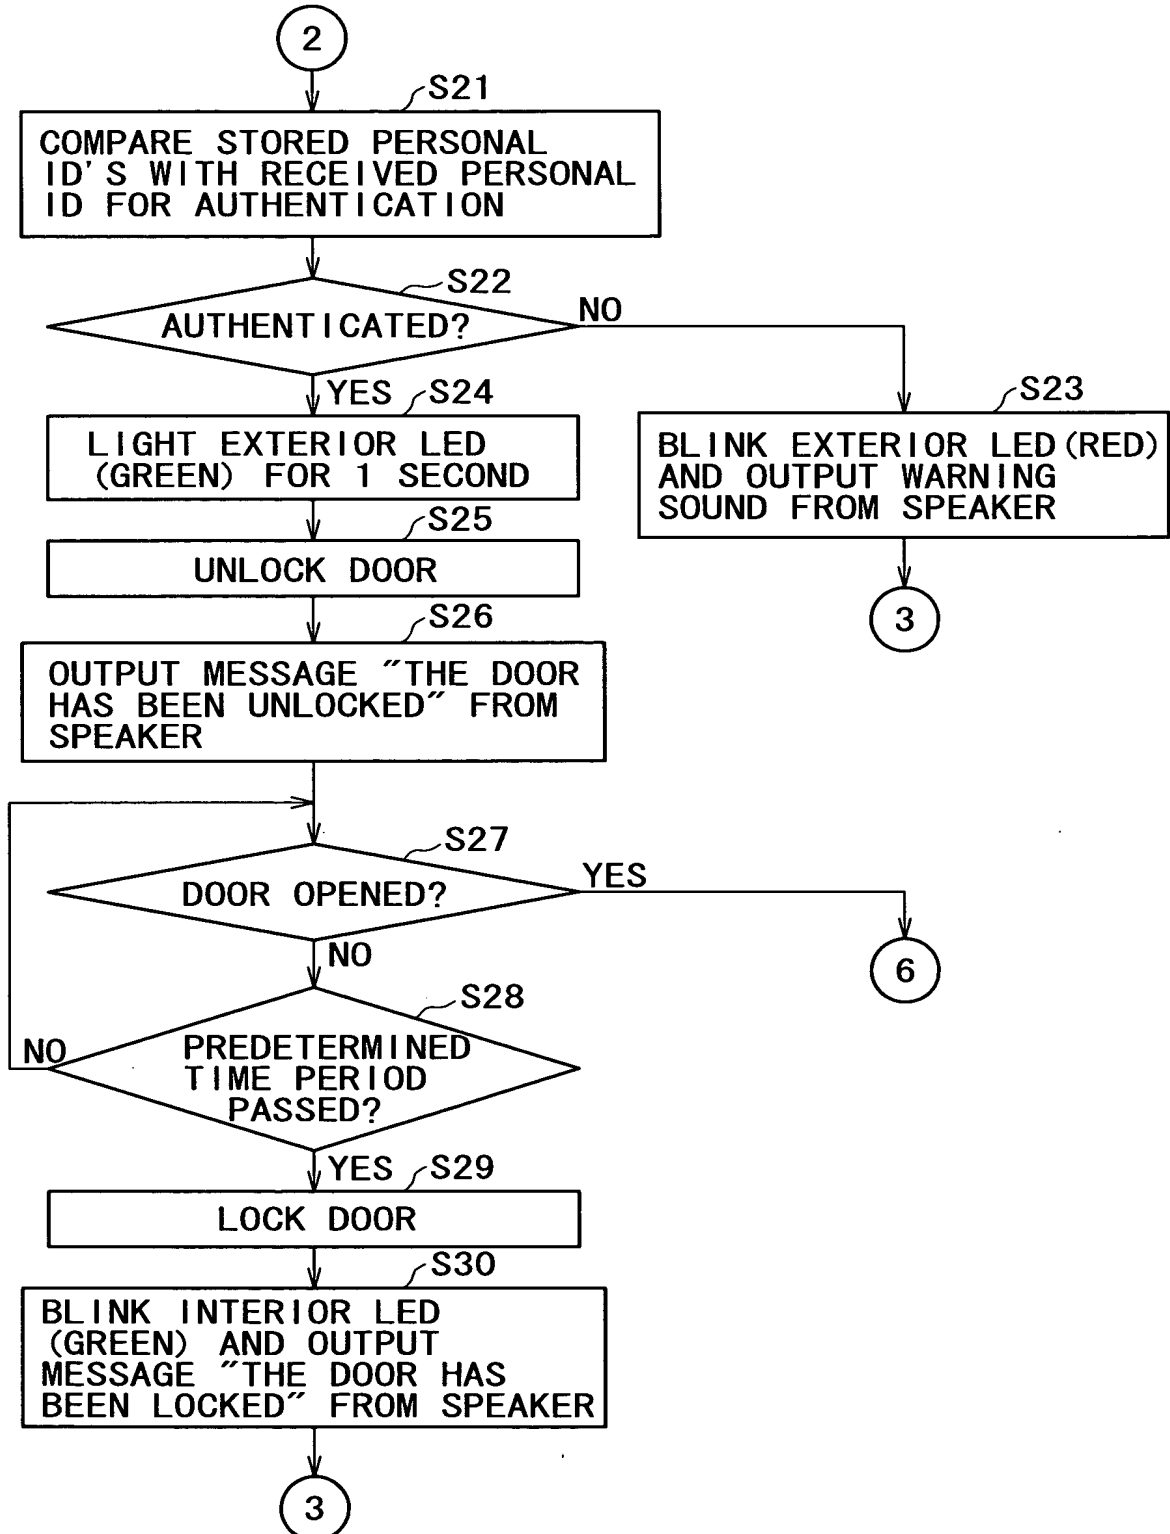 2
S21
COMPARE STORED PERSONAL
ID'S WITH RECEIVED PERSONAL
ID FOR AUTHENTICATION
S22
AUTHENTICATED?
NO
YES
S24
LIGHT EXTERIOR LED
(GREEN) FOR 1 SECOND
S23
BLINK EXTERIOR LED (RED)
AND OUTPUT WARNING
SOUND FROM SPEAKER
3
S25
UNLOCK DOOR
S26
OUTPUT MESSAGE "THE DOOR
HAS BEEN UNLOCKED" FROM
SPEAKER
S27
DOOR OPENED?
YES
6
NO
S28
PREDETERMINED
TIME PERIOD
PASSED?
NO
YES
S29
LOCK DOOR
S30
BLINK INTERIOR LED
(GREEN) AND OUTPUT
MESSAGE "THE DOOR HAS
BEEN LOCKED" FROM SPEAKER
3